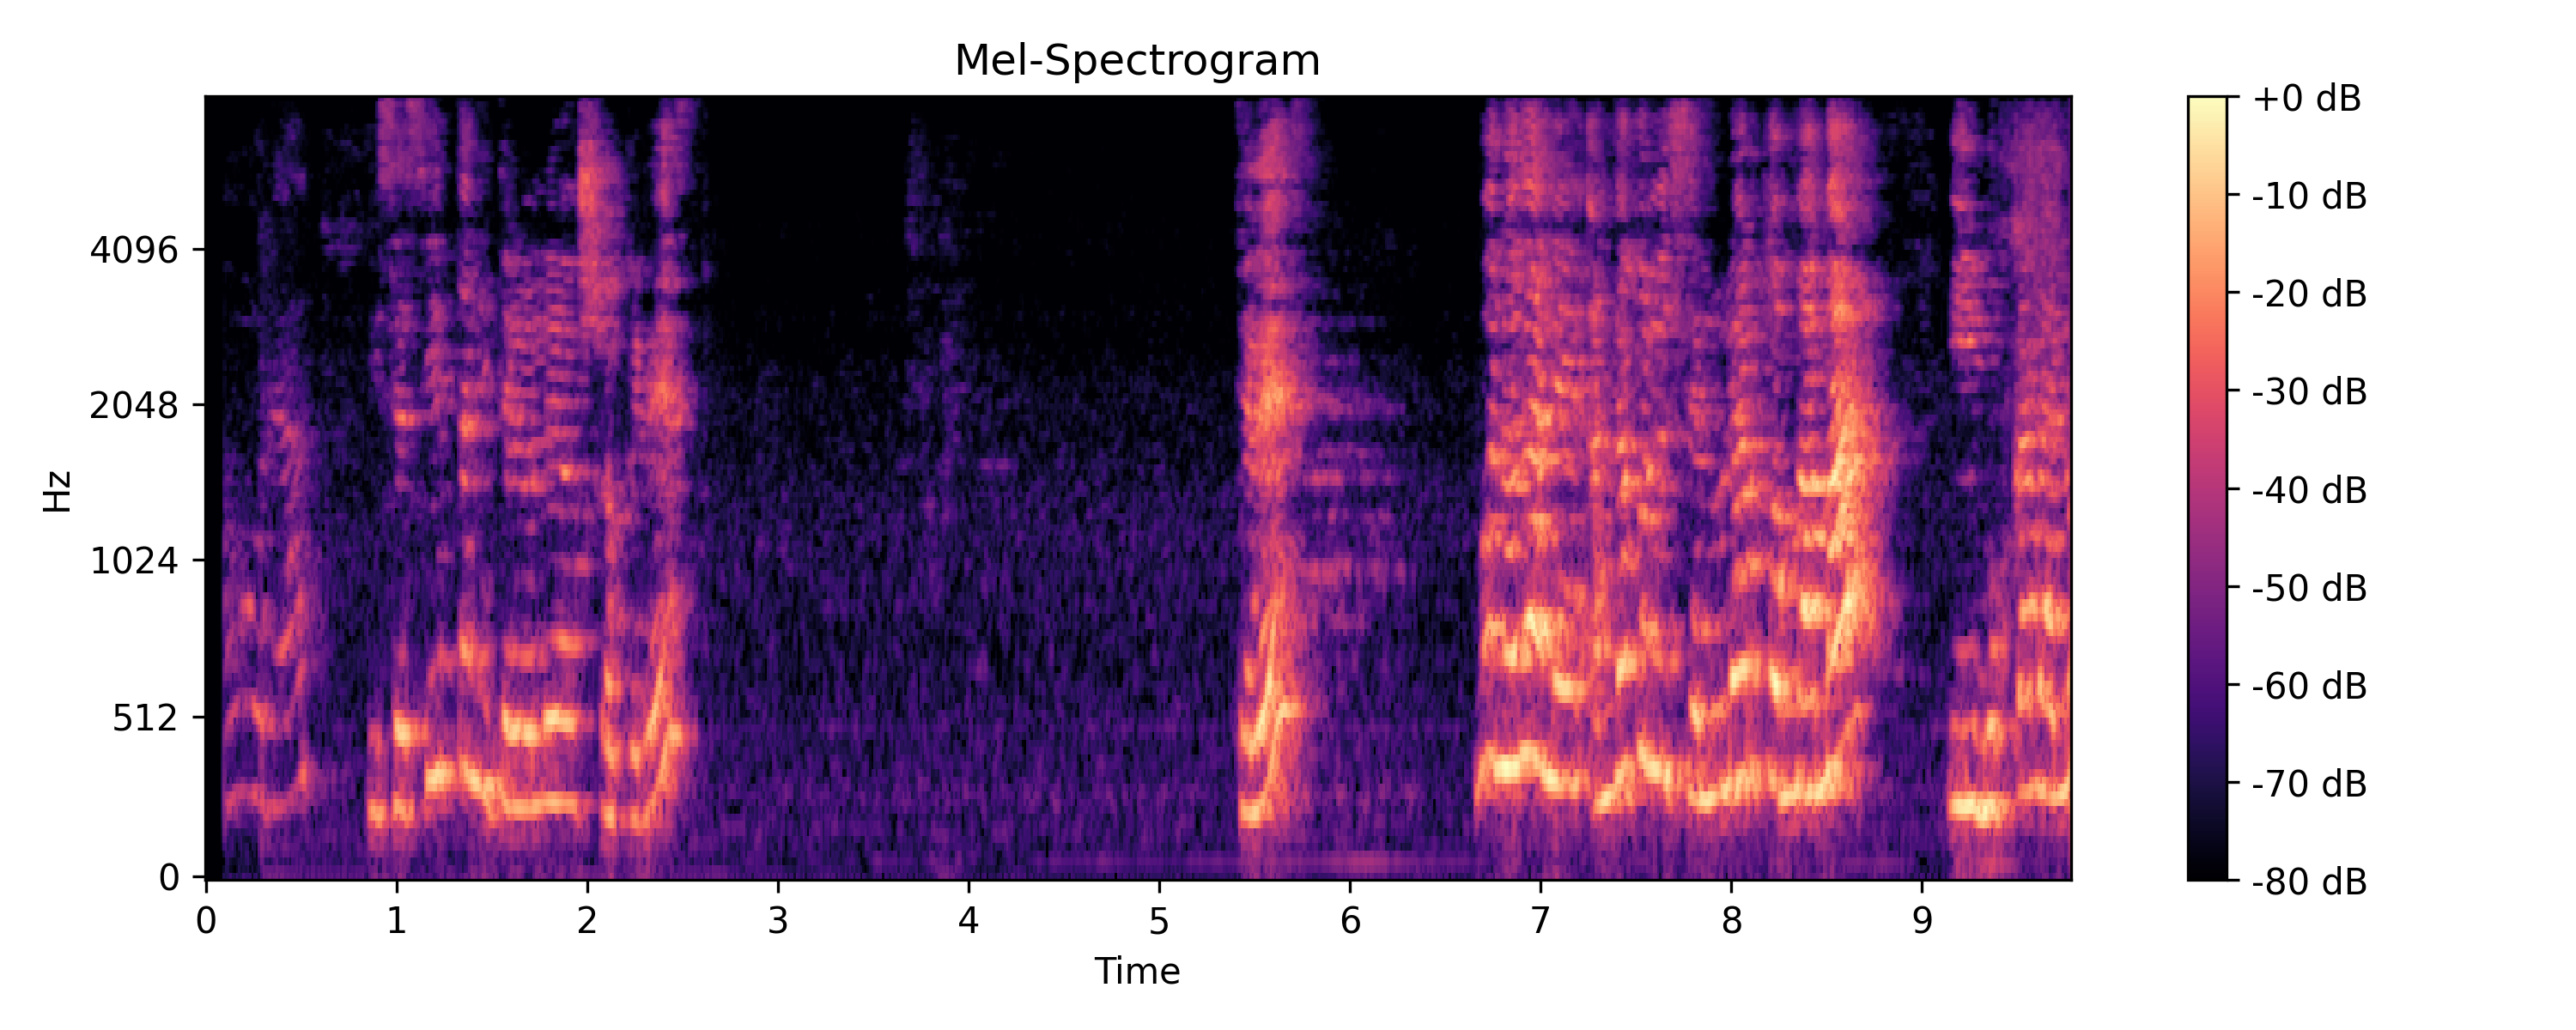 Mel-Spectrogram
+0 dB
-10 dB
-20 dB
-30 dB
-40 dB
-50 dB
-60 dB
-70 dB
-80 dB
Hz
4096
2048
1024
512
0
0 1 2 3 4 5 6 7 8 9
Time